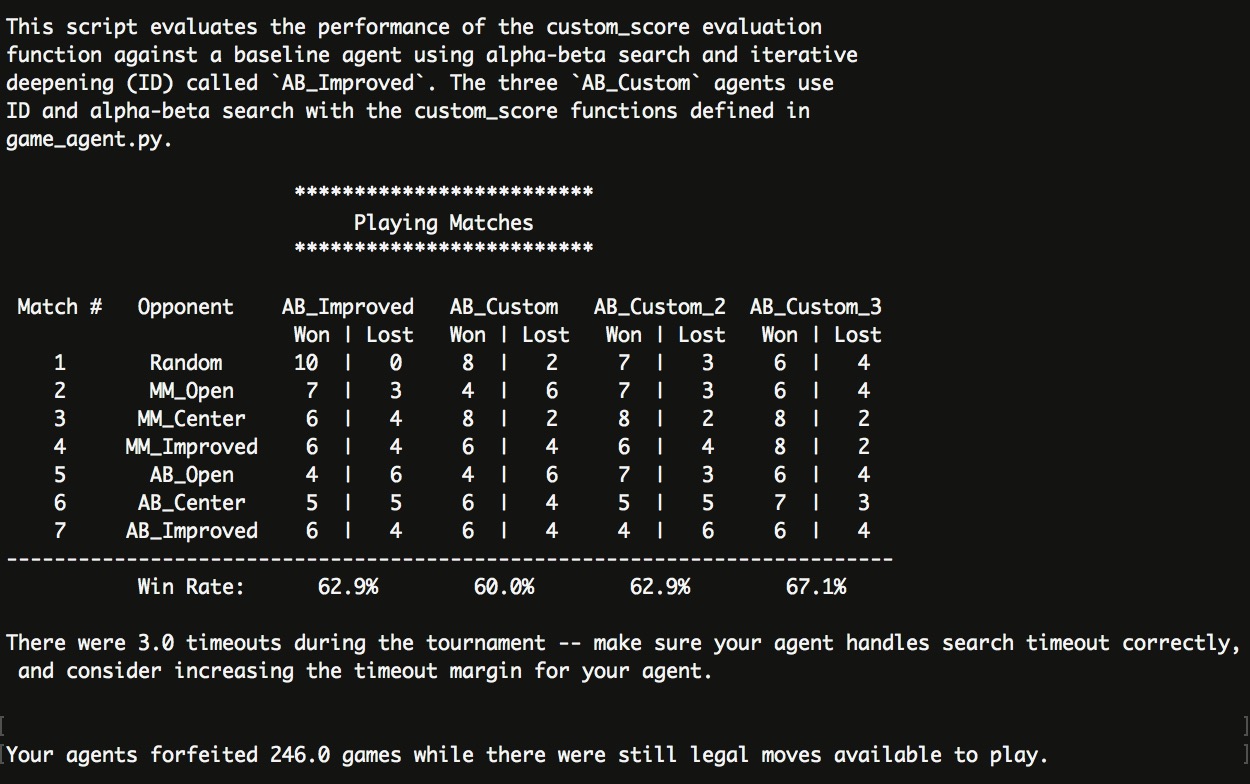 This script evaluates the performance of the custom_score evaluation
function against a baseline agent using alpha-beta search and iterative
deepening (ID) called `AB_Improved`. The three `AB_Custom` agents use
ID and alpha-beta search with the custom_score functions defined in
game_agent.py.
*************************
Playing Matches
*************************
Match # Opponent AB_Improved AB_Custom AB_Custom_2 AB_Custom_3
Won | Lost Won | Lost Won | Lost Won | Lost
1 Random 10 | 0 8 | 2 7 | 3 6 | 4
2 MM_Open 7 | 3 4 | 6 7 | 3 6 | 4
3 MM_Center 6 | 4 8 | 2 8 | 2 8 | 2
4 MM_Improved 6 | 4 6 | 4 6 | 4 8 | 2
5 AB_Open 4 | 6 4 | 6 7 | 3 6 | 4
6 AB_Center 5 | 5 6 | 4 5 | 5 7 | 3
7 AB_Improved 6 | 4 6 | 4 4 | 6 6 | 4
--------------------------------------------------------------------------
Win Rate: 62.9% 60.0% 62.9% 67.1%
There were 3.0 timeouts during the tournament -- make sure your agent handles search timeout correctly,
and consider increasing the timeout margin for your agent.
[ ]
[Your agents forfeited 246.0 games while there were still legal moves available to play. ]